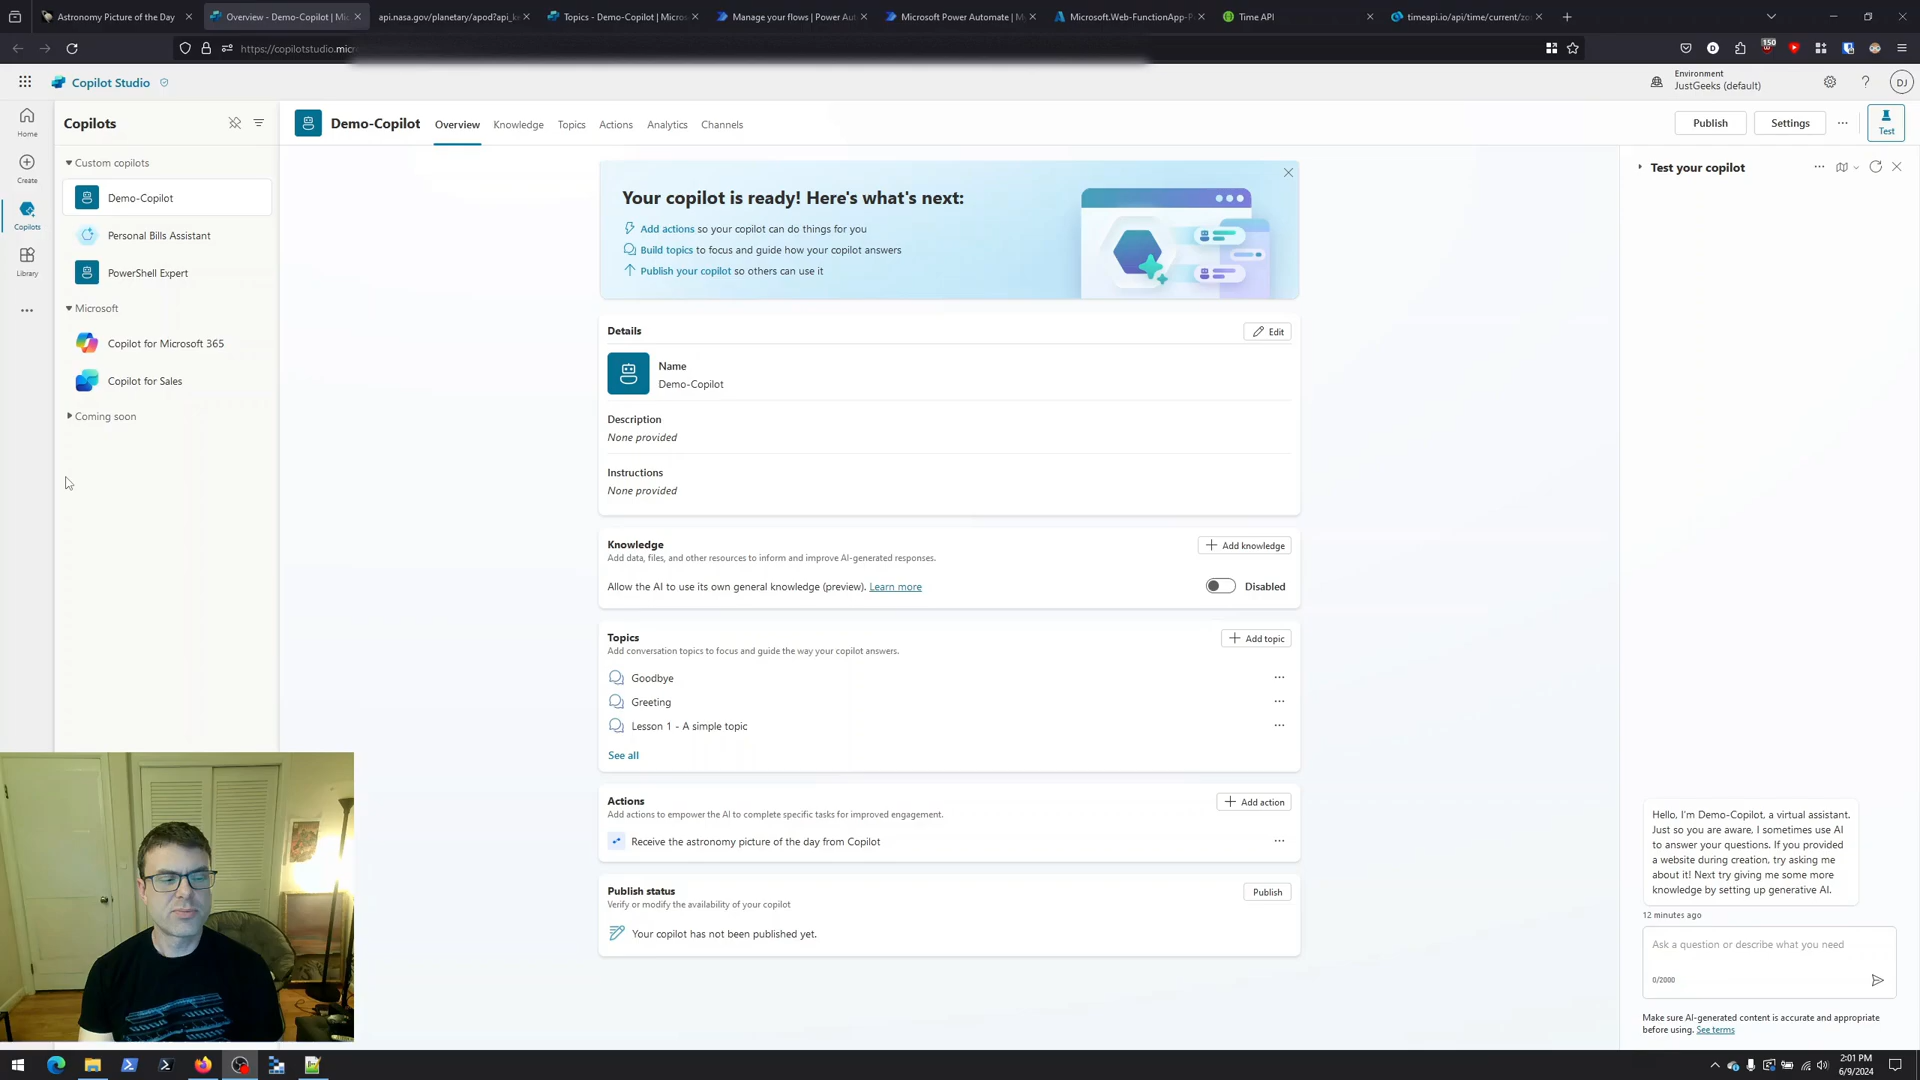 Astronomy Picture of the Day
Overview - Demo-Copilot | Mic
api.nasa.gov/planetary/apod?api_k
Topics - Demo-Copilot | Micros
Manage your flows | Power Aut
Microsoft Power Automate | M
Microsoft.Web-FunctionApp-P
Time API
timeapi.io/api/time/current/zo
https://copilotstudio.micr
150
Copilot Studio
Environment
JustGeeks (default)
DJ
Home
Create
Copilots
Library
Copilots
Custom copilots
Demo-Copilot
Personal Bills Assistant
PowerShell Expert
Microsoft
Copilot for Microsoft 365
Copilot for Sales
Coming soon
Demo-Copilot
Overview
Knowledge
Topics
Actions
Analytics
Channels
Publish
Settings
Test
Your copilot is ready! Here's what's next:
Add actions so your copilot can do things for you
Build topics to focus and guide how your copilot answers
Publish your copilot so others can use it
Details
Edit
Name
Demo-Copilot
Description
None provided
Instructions
None provided
Knowledge
Add knowledge
Add data, files, and other resources to inform and improve AI-generated responses.
Allow the AI to use its own general knowledge (preview). Learn more
Disabled
Topics
Add topic
Add conversation topics to focus and guide the way your copilot answers.
Goodbye
Greeting
Lesson 1 - A simple topic
See all
Actions
Add action
Add actions to empower the AI to complete specific tasks for improved engagement.
Receive the astronomy picture of the day from Copilot
Publish status
Publish
Verify or modify the availability of your copilot
Your copilot has not been published yet.
Test your copilot
Hello, I'm Demo-Copilot, a virtual assistant.
Just so you are aware, I sometimes use AI
to answer your questions. If you provided
a website during creation, try asking me
about it! Next try giving me some more
knowledge by setting up generative AI.
12 minutes ago
Ask a question or describe what you need
0/2000
Make sure AI-generated content is accurate and appropriate
before using. See terms
2:01 PM
6/9/2024